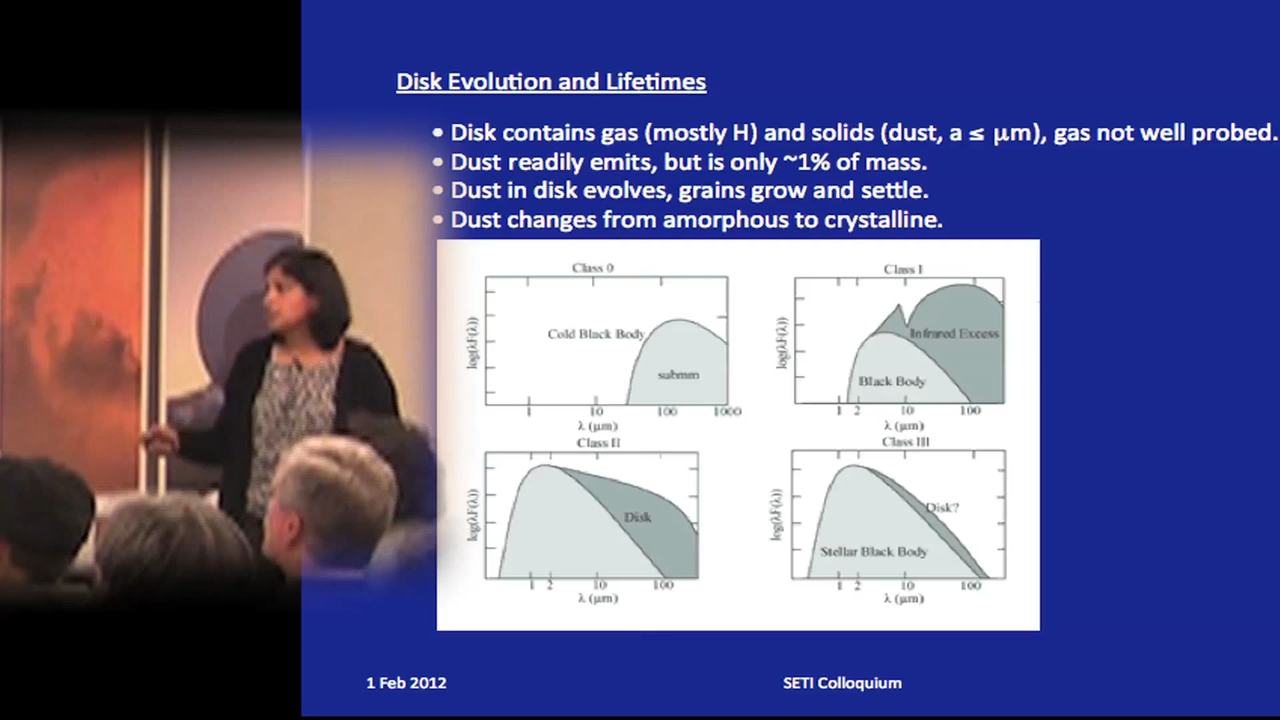 Disk Evolution and Lifetimes
• Disk contains gas (mostly H) and solids (dust, a ≤ μm), gas not well probed.
• Dust readily emits, but is only ~1% of mass.
• Dust in disk evolves, grains grow and settle.
• Dust changes from amorphous to crystalline.
Class 0
log(λF(λ))
Cold Black Body
submm
1 10 100 1000
λ (μm)
Class I
log(λF(λ))
Infrared Excess
Black Body
1 2 10 100
λ (μm)
Class II
log(λF(λ))
Disk
1 2 10 100
λ (μm)
Class III
log(λF(λ))
Disk?
Stellar Black Body
1 2 10 100
λ (μm)
1 Feb 2012
SETI Colloquium